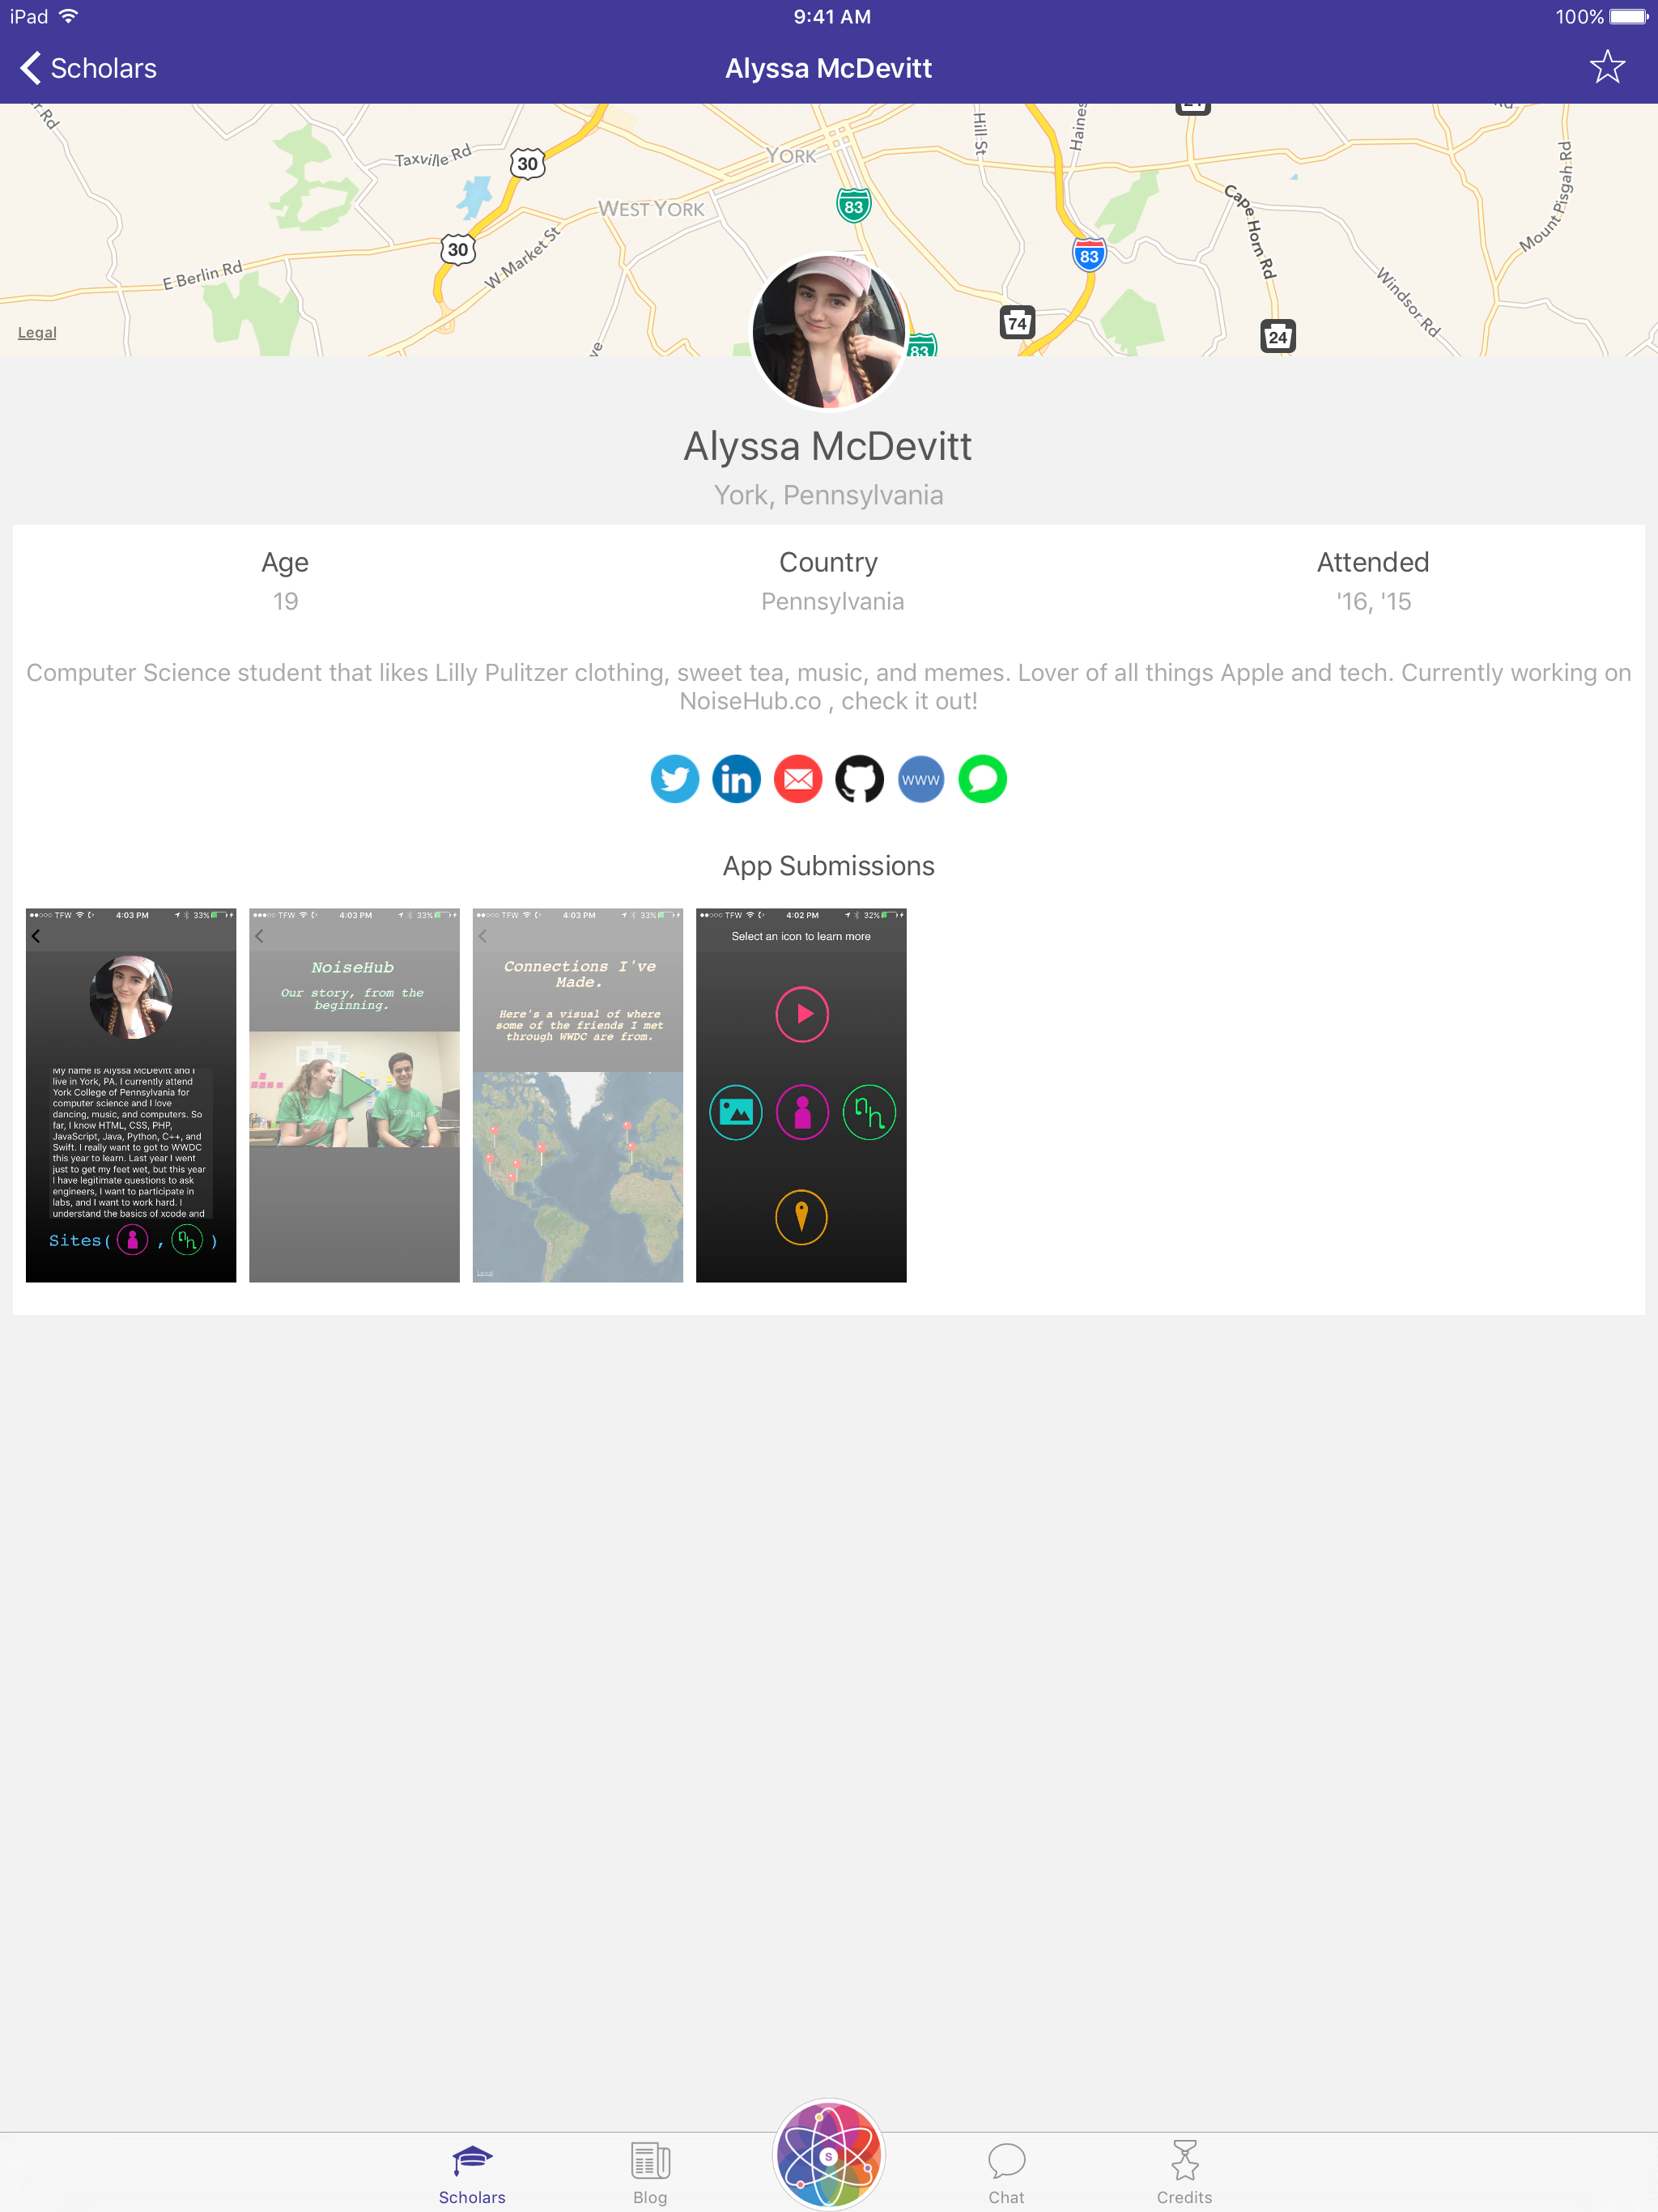 iPad 9:41 AM 100%
Scholars Alyssa McDevitt
Taxville Rd
30
YORK
Hill St
Haines
WEST YORK
83
Cape Horn Rd
Mount Pisgah Rd
30
W Market St
83
E Berlin Rd
Windsor Rd
Legal
74
24
83
Alyssa McDevitt
York, Pennsylvania
Age Country Attended
19 Pennsylvania '16, '15
Computer Science student that likes Lilly Pulitzer clothing, sweet tea, music, and memes. Lover of all things Apple and tech. Currently working on
NoiseHub.co , check it out!
in www
App Submissions
TFW 4:03 PM 33%
My name is Alyssa McDevitt and I
live in York, PA. I currently attend
York College of Pennsylvania for
computer science and I love
dancing, music, and computers. So
far, I know HTML, CSS, PHP,
JavaScript, Java, Python, C++, and
Swift. I really want to got to WWDC
this year to learn. Last year I went
just to get my feet wet, but this year
I have legitimate questions to ask
engineers, I want to participate in
labs, and I want to work hard. I
understand the basics of xcode and
Sites( , nh )
TFW 4:03 PM 33%
NoiseHub
Our story, from the
beginning.
TFW 4:03 PM 33%
Connections I've
Made.
Here's a visual of where
some of the friends I met
through WWDC are from.
Legal
TFW 4:02 PM 32%
Select an icon to learn more
nh
S
Scholars Blog Chat Credits